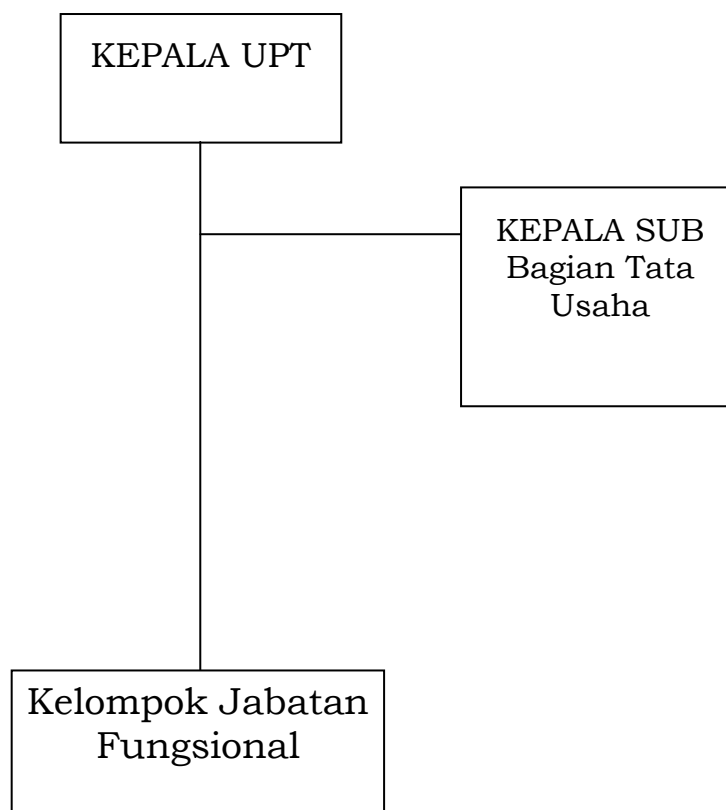 KEPALA UPT
KEPALA SUB
Bagian Tata
Usaha
Kelompok Jabatan
Fungsional